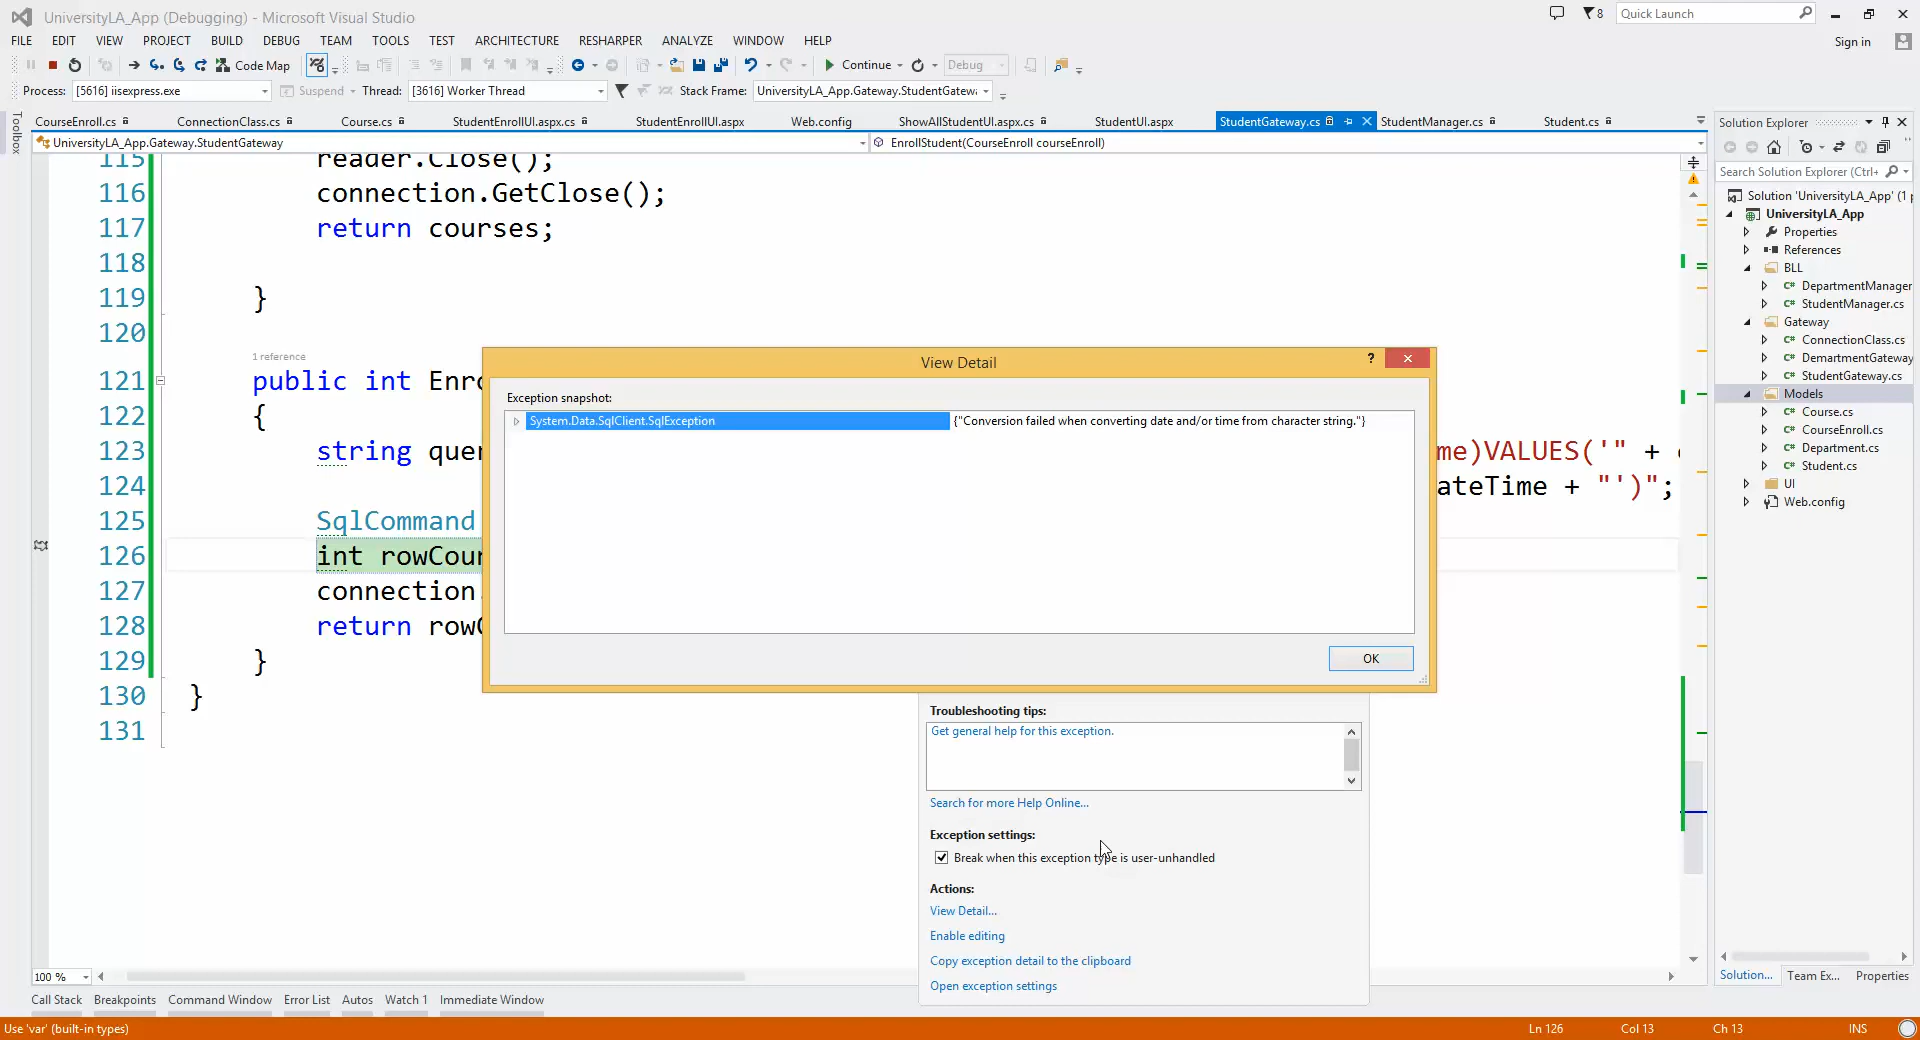 UniversityLA_App (Debugging) - Microsoft Visual Studio
8
Quick Launch
FILE EDIT VIEW PROJECT BUILD DEBUG TEAM TOOLS TEST ARCHITECTURE RESHARPER ANALYZE WINDOW HELP
Sign in
Code Map
Continue
Debug
Process: [5616] iisexpress.exe
Suspend
Thread: [3616] Worker Thread
Stack Frame: UniversityLA_App.Gateway.StudentGatewa
Toolbox
CourseEnroll.cs ConnectionClass.cs Course.cs StudentEnrollUI.aspx.cs StudentEnrollUI.aspx Web.config ShowAllStudentUI.aspx.cs StudentUI.aspx StudentGateway.cs StudentManager.cs Student.cs
UniversityLA_App.Gateway.StudentGateway
EnrollStudent(CourseEnroll courseEnroll)
115 reader.Close();
116 connection.GetClose();
117 return courses;
118
119 }
120
1 reference
121 public int Enro
122 {
123 string quer me)VALUES('" +
124 ateTime + "')";
125 SqlCommand
126 int rowCour
127 connection.
128 return row
129 }
130 }
131
View Detail
?
Exception snapshot:
System.Data.SqlClient.SqlException {"Conversion failed when converting date and/or time from character string."}
OK
Troubleshooting tips:
Get general help for this exception.
Search for more Help Online...
Exception settings:
Break when this exception type is user-unhandled
Actions:
View Detail...
Enable editing
Copy exception detail to the clipboard
Open exception settings
Solution Explorer
Search Solution Explorer (Ctrl+
Solution 'UniversityLA_App' (1 p
UniversityLA_App
Properties
References
BLL
DepartmentManager
StudentManager.cs
Gateway
ConnectionClass.cs
DemartmentGateway
StudentGateway.cs
Models
Course.cs
CourseEnroll.cs
Department.cs
Student.cs
UI
Web.config
Solution... Team Ex... Properties
100 %
Call Stack Breakpoints Command Window Error List Autos Watch 1 Immediate Window
Use 'var' (built-in types)
Ln 126 Col 13 Ch 13 INS